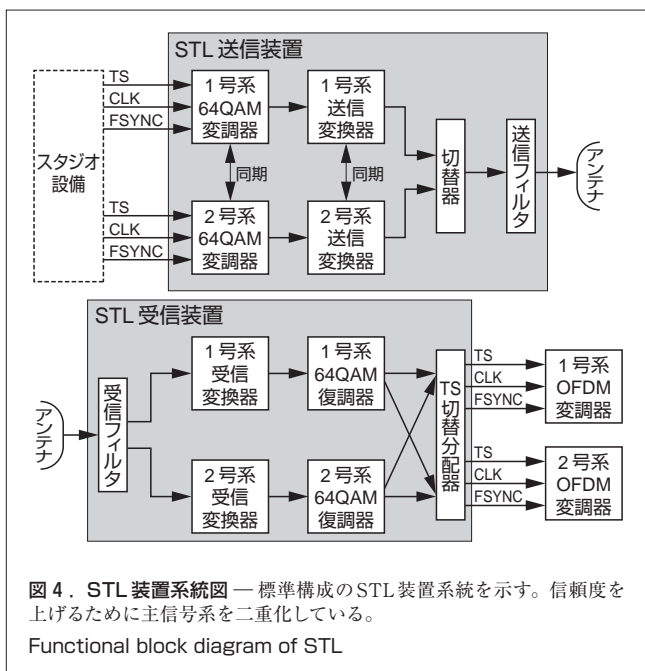 STL 送信装置
TS
CLK
FSYNC
スタジオ
設備
TS
CLK
FSYNC
1号系
64QAM
変調器
同期
2号系
64QAM
変調器
1号系
送信
変換器
同期
2号系
送信
変換器
切替器
送信フィルタ
アンテナ
STL 受信装置
アンテナ
受信フィルタ
1号系
受信
変換器
2号系
受信
変換器
1号系
64QAM
復調器
2号系
64QAM
復調器
TS切替分配器
TS
CLK
FSYNC
1号系
OFDM
変調器
TS
CLK
FSYNC
2号系
OFDM
変調器
図4．STL装置系統図 ― 標準構成のSTL装置系統を示す。信頼度を
上げるために主信号系を二重化している。
Functional block diagram of STL